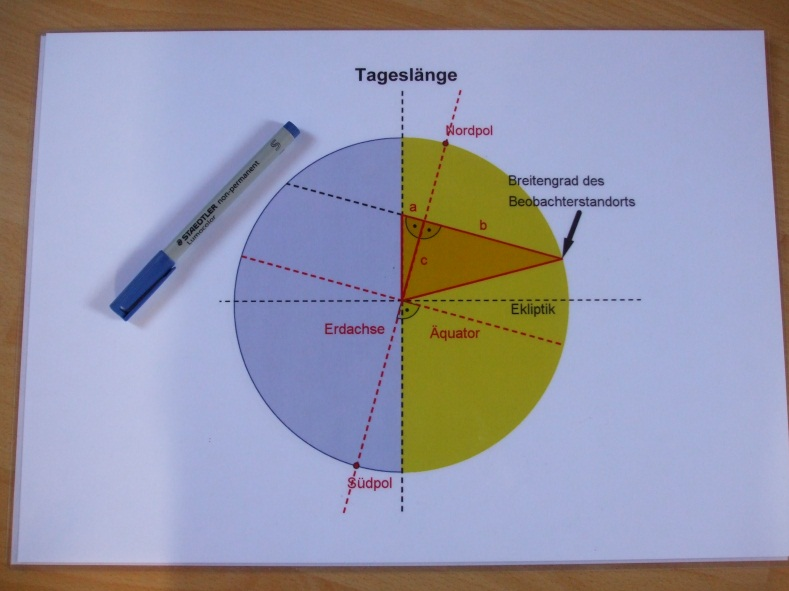 Tageslänge
Nordpol
Breitengrad des
Beobachterstandorts
a
b
c
Ekliptik
Erdachse
Äquator
Südpol
STAEDTLER non-permanent
Lumocolor
S